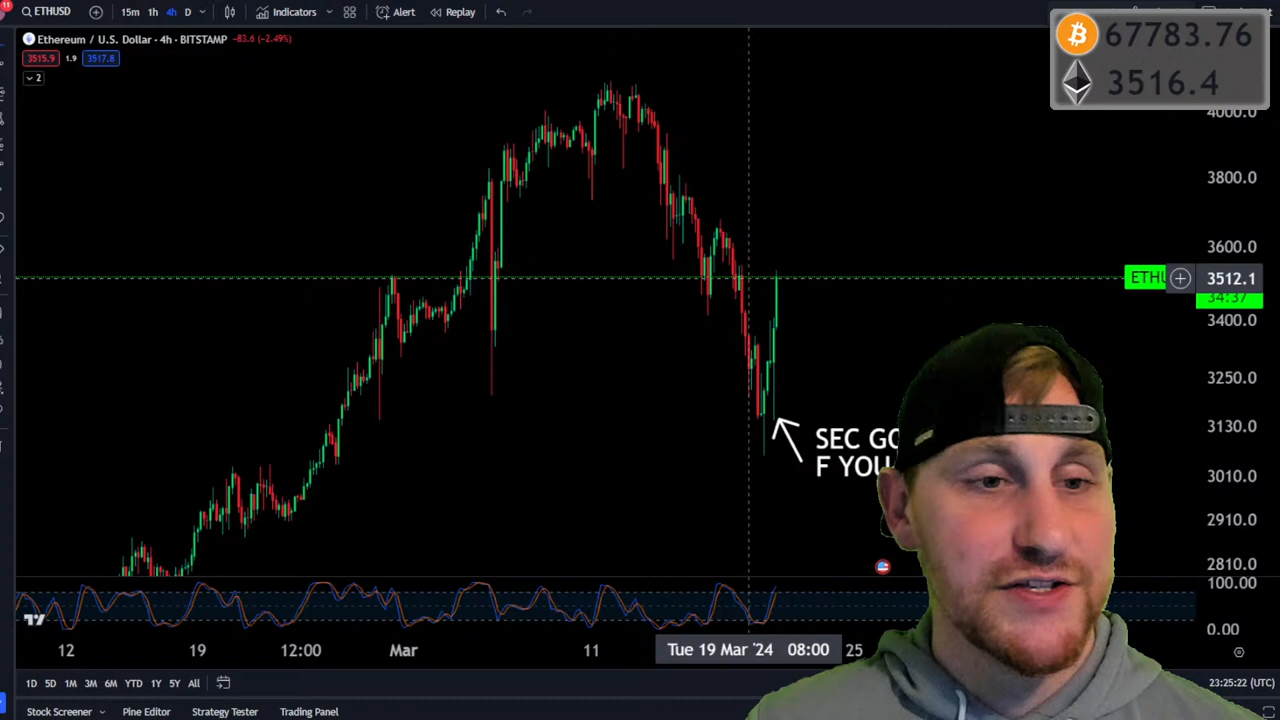 11
ETHUSD
15m 1h 4h D
Indicators
Alert
Replay
67783.76
3516.4
Ethereum / U.S. Dollar · 4h · BITSTAMP −83.6 (−2.49%)
3515.9 1.9 3517.8
2
4000.0
3800.0
3600.0
ETHU
3512.1
34:37
3400.0
3250.0
3130.0
3010.0
2910.0
2810.0
SEC GO
F YOU
100.00
0.00
12 19 12:00 Mar 11 Tue 19 Mar '24 08:00 25
1D 5D 1M 3M 6M YTD 1Y 5Y All
23:25:22 (UTC)
Stock Screener Pine Editor Strategy Tester Trading Panel